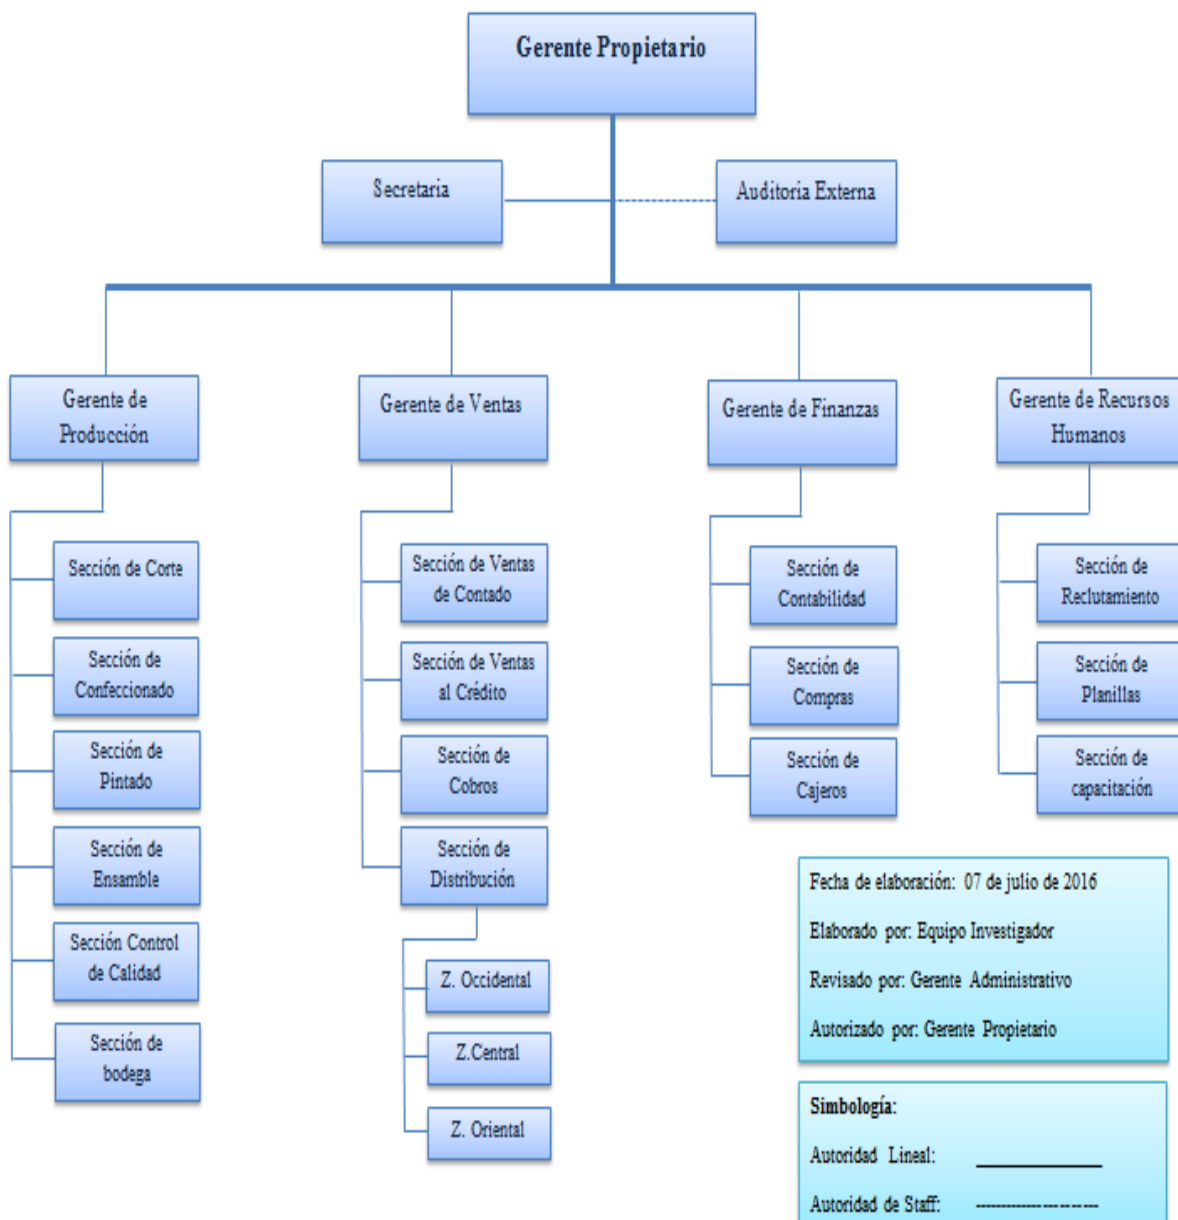 Gerente Propietario
Secretaria
Auditoría Externa
Gerente de
Producción
Gerente de Ventas
Gerente de Finanzas
Gerente de Recursos
Humanos
Sección de Corte
Sección de
Confeccionado
Sección de
Pintado
Sección de
Ensamble
Sección Control
de Calidad
Sección de
bodega
Sección de Ventas
de Contado
Sección de Ventas
al Crédito
Sección de
Cobros
Sección de
Distribución
Z. Occidental
Z.Central
Z. Oriental
Sección de
Contabilidad
Sección de
Compras
Sección de
Cajeros
Sección de
Reclutamiento
Sección de
Planillas
Sección de
capacitación
Fecha de elaboración: 07 de julio de 2016
Elaborado por: Equipo Investigador
Revisado por: Gerente Administrativo
Autorizado por: Gerente Propietario
Simbología:
Autoridad Lineal:
Autoridad de Staff: